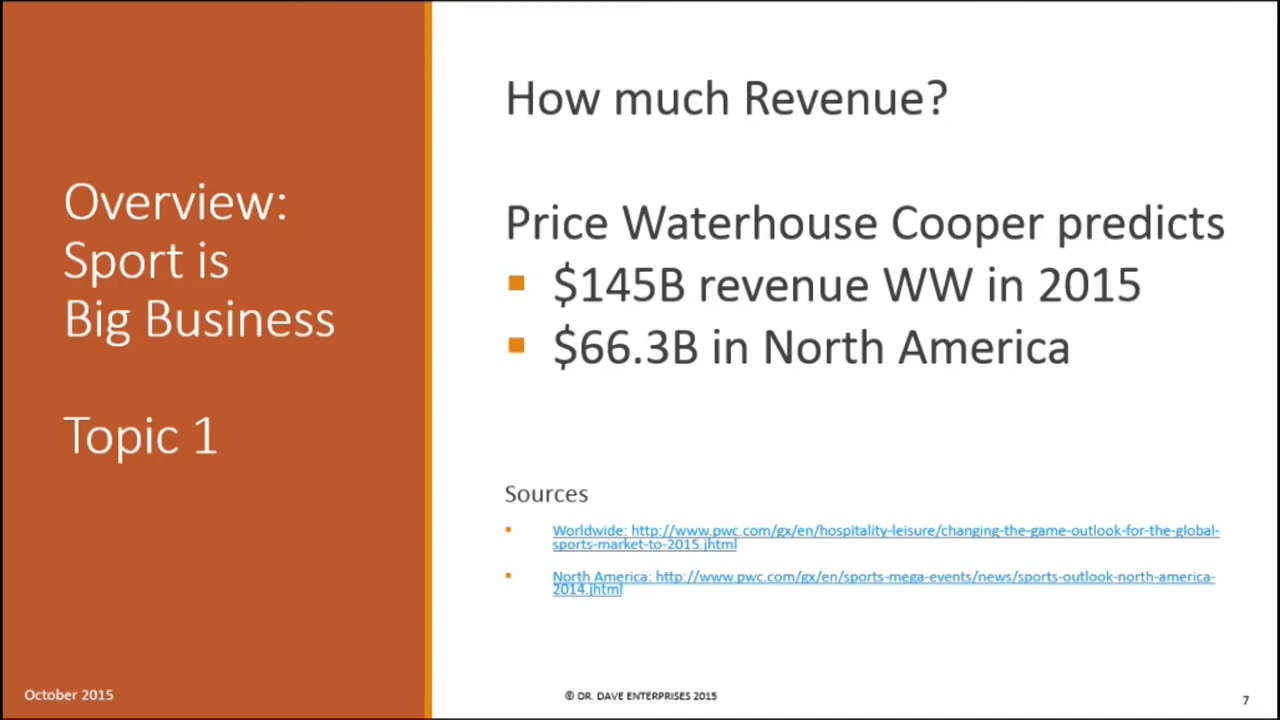 Overview:
Sport is
Big Business
Topic 1
How much Revenue?
Price Waterhouse Cooper predicts
$145B revenue WW in 2015
$66.3B in North America
Sources
Worldwide: http://www.pwc.com/gx/en/hospitality-leisure/changing-the-game-outlook-for-the-global-
sports-market-to-2015.jhtml
North America: http://www.pwc.com/gx/en/sports-mega-events/news/sports-outlook-north-america-
2014.jhtml
October 2015
© DR. DAVE ENTERPRISES 2015
7